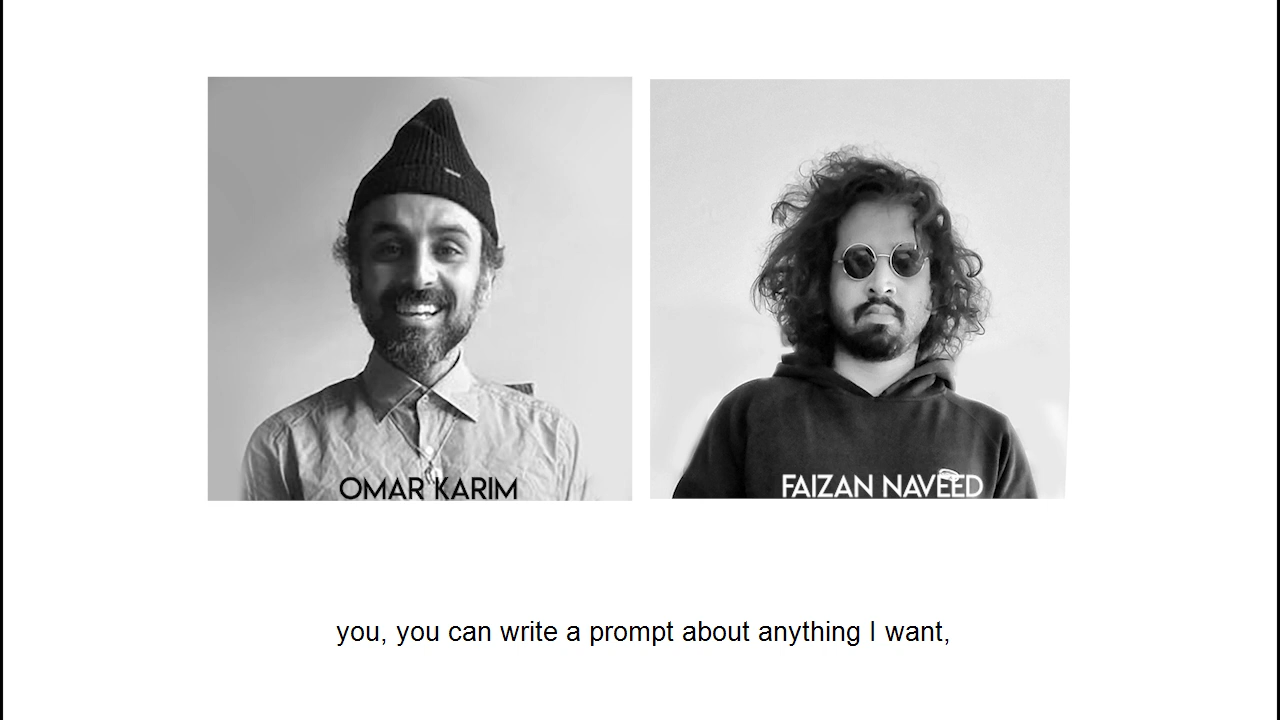 OMAR KARIM
FAIZAN NAVEED
you, you can write a prompt about anything I want,